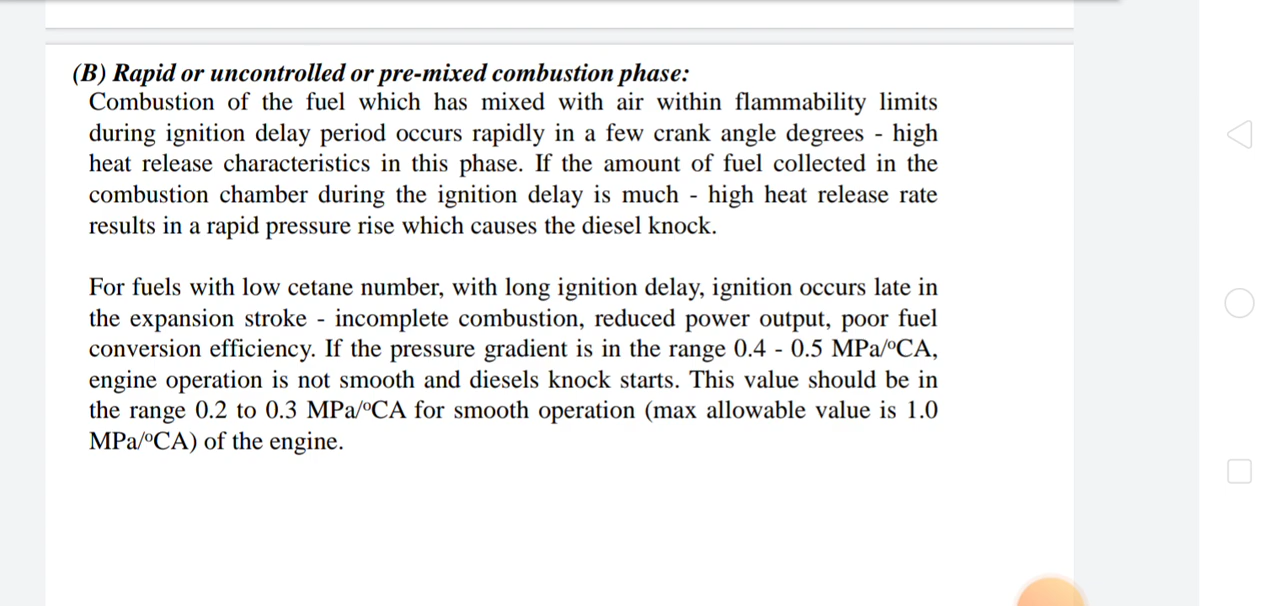 (B) Rapid or uncontrolled or pre-mixed combustion phase:
Combustion of the fuel which has mixed with air within flammability limits
during ignition delay period occurs rapidly in a few crank angle degrees - high
heat release characteristics in this phase. If the amount of fuel collected in the
combustion chamber during the ignition delay is much - high heat release rate
results in a rapid pressure rise which causes the diesel knock.
For fuels with low cetane number, with long ignition delay, ignition occurs late in
the expansion stroke - incomplete combustion, reduced power output, poor fuel
conversion efficiency. If the pressure gradient is in the range 0.4 - 0.5 MPa/ºCA,
engine operation is not smooth and diesels knock starts. This value should be in
the range 0.2 to 0.3 MPa/ºCA for smooth operation (max allowable value is 1.0
MPa/ºCA) of the engine.